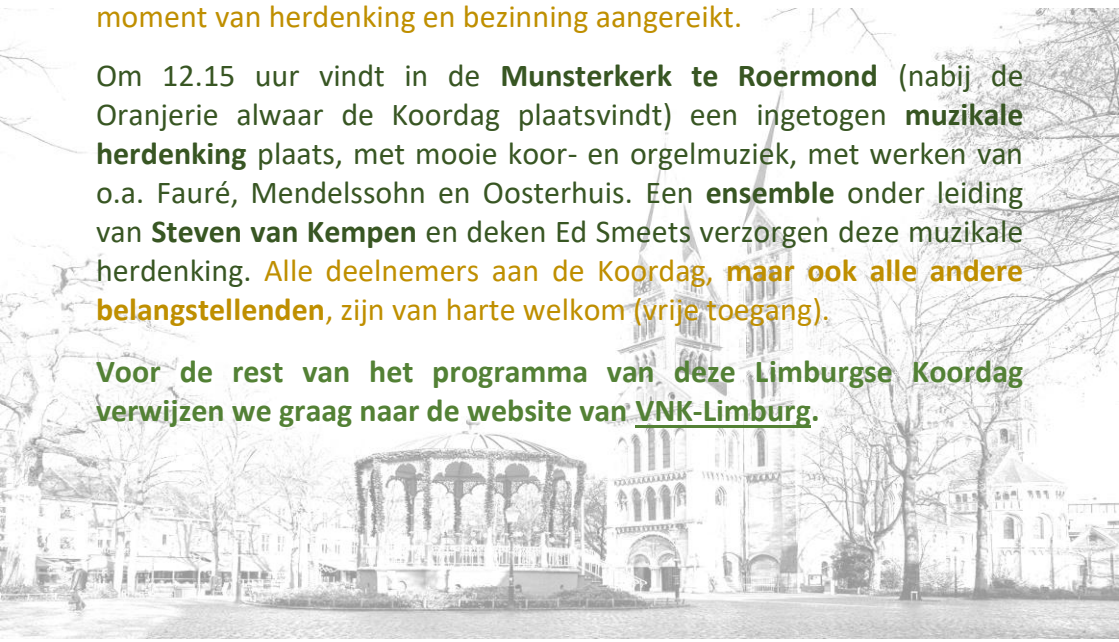 moment van herdenking en bezinning aangereikt.
Om 12.15 uur vindt in de Munsterkerk te Roermond (nabij de
Oranjerie alwaar de Koordag plaatsvindt) een ingetogen muzikale
herdenking plaats, met mooie koor- en orgelmuziek, met werken van
o.a. Fauré, Mendelssohn en Oosterhuis. Een ensemble onder leiding
van Steven van Kempen en deken Ed Smeets verzorgen deze muzikale
herdenking. Alle deelnemers aan de Koordag, maar ook alle andere
belangstellenden, zijn van harte welkom (vrije toegang).
Voor de rest van het programma van deze Limburgse Koordag
verwijzen we graag naar de website van VNK-Limburg.